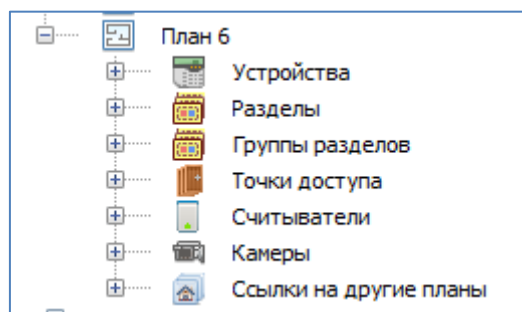 План 6
Устройства
Разделы
Группы разделов
Точки доступа
Считыватели
Камеры
Ссылки на другие планы